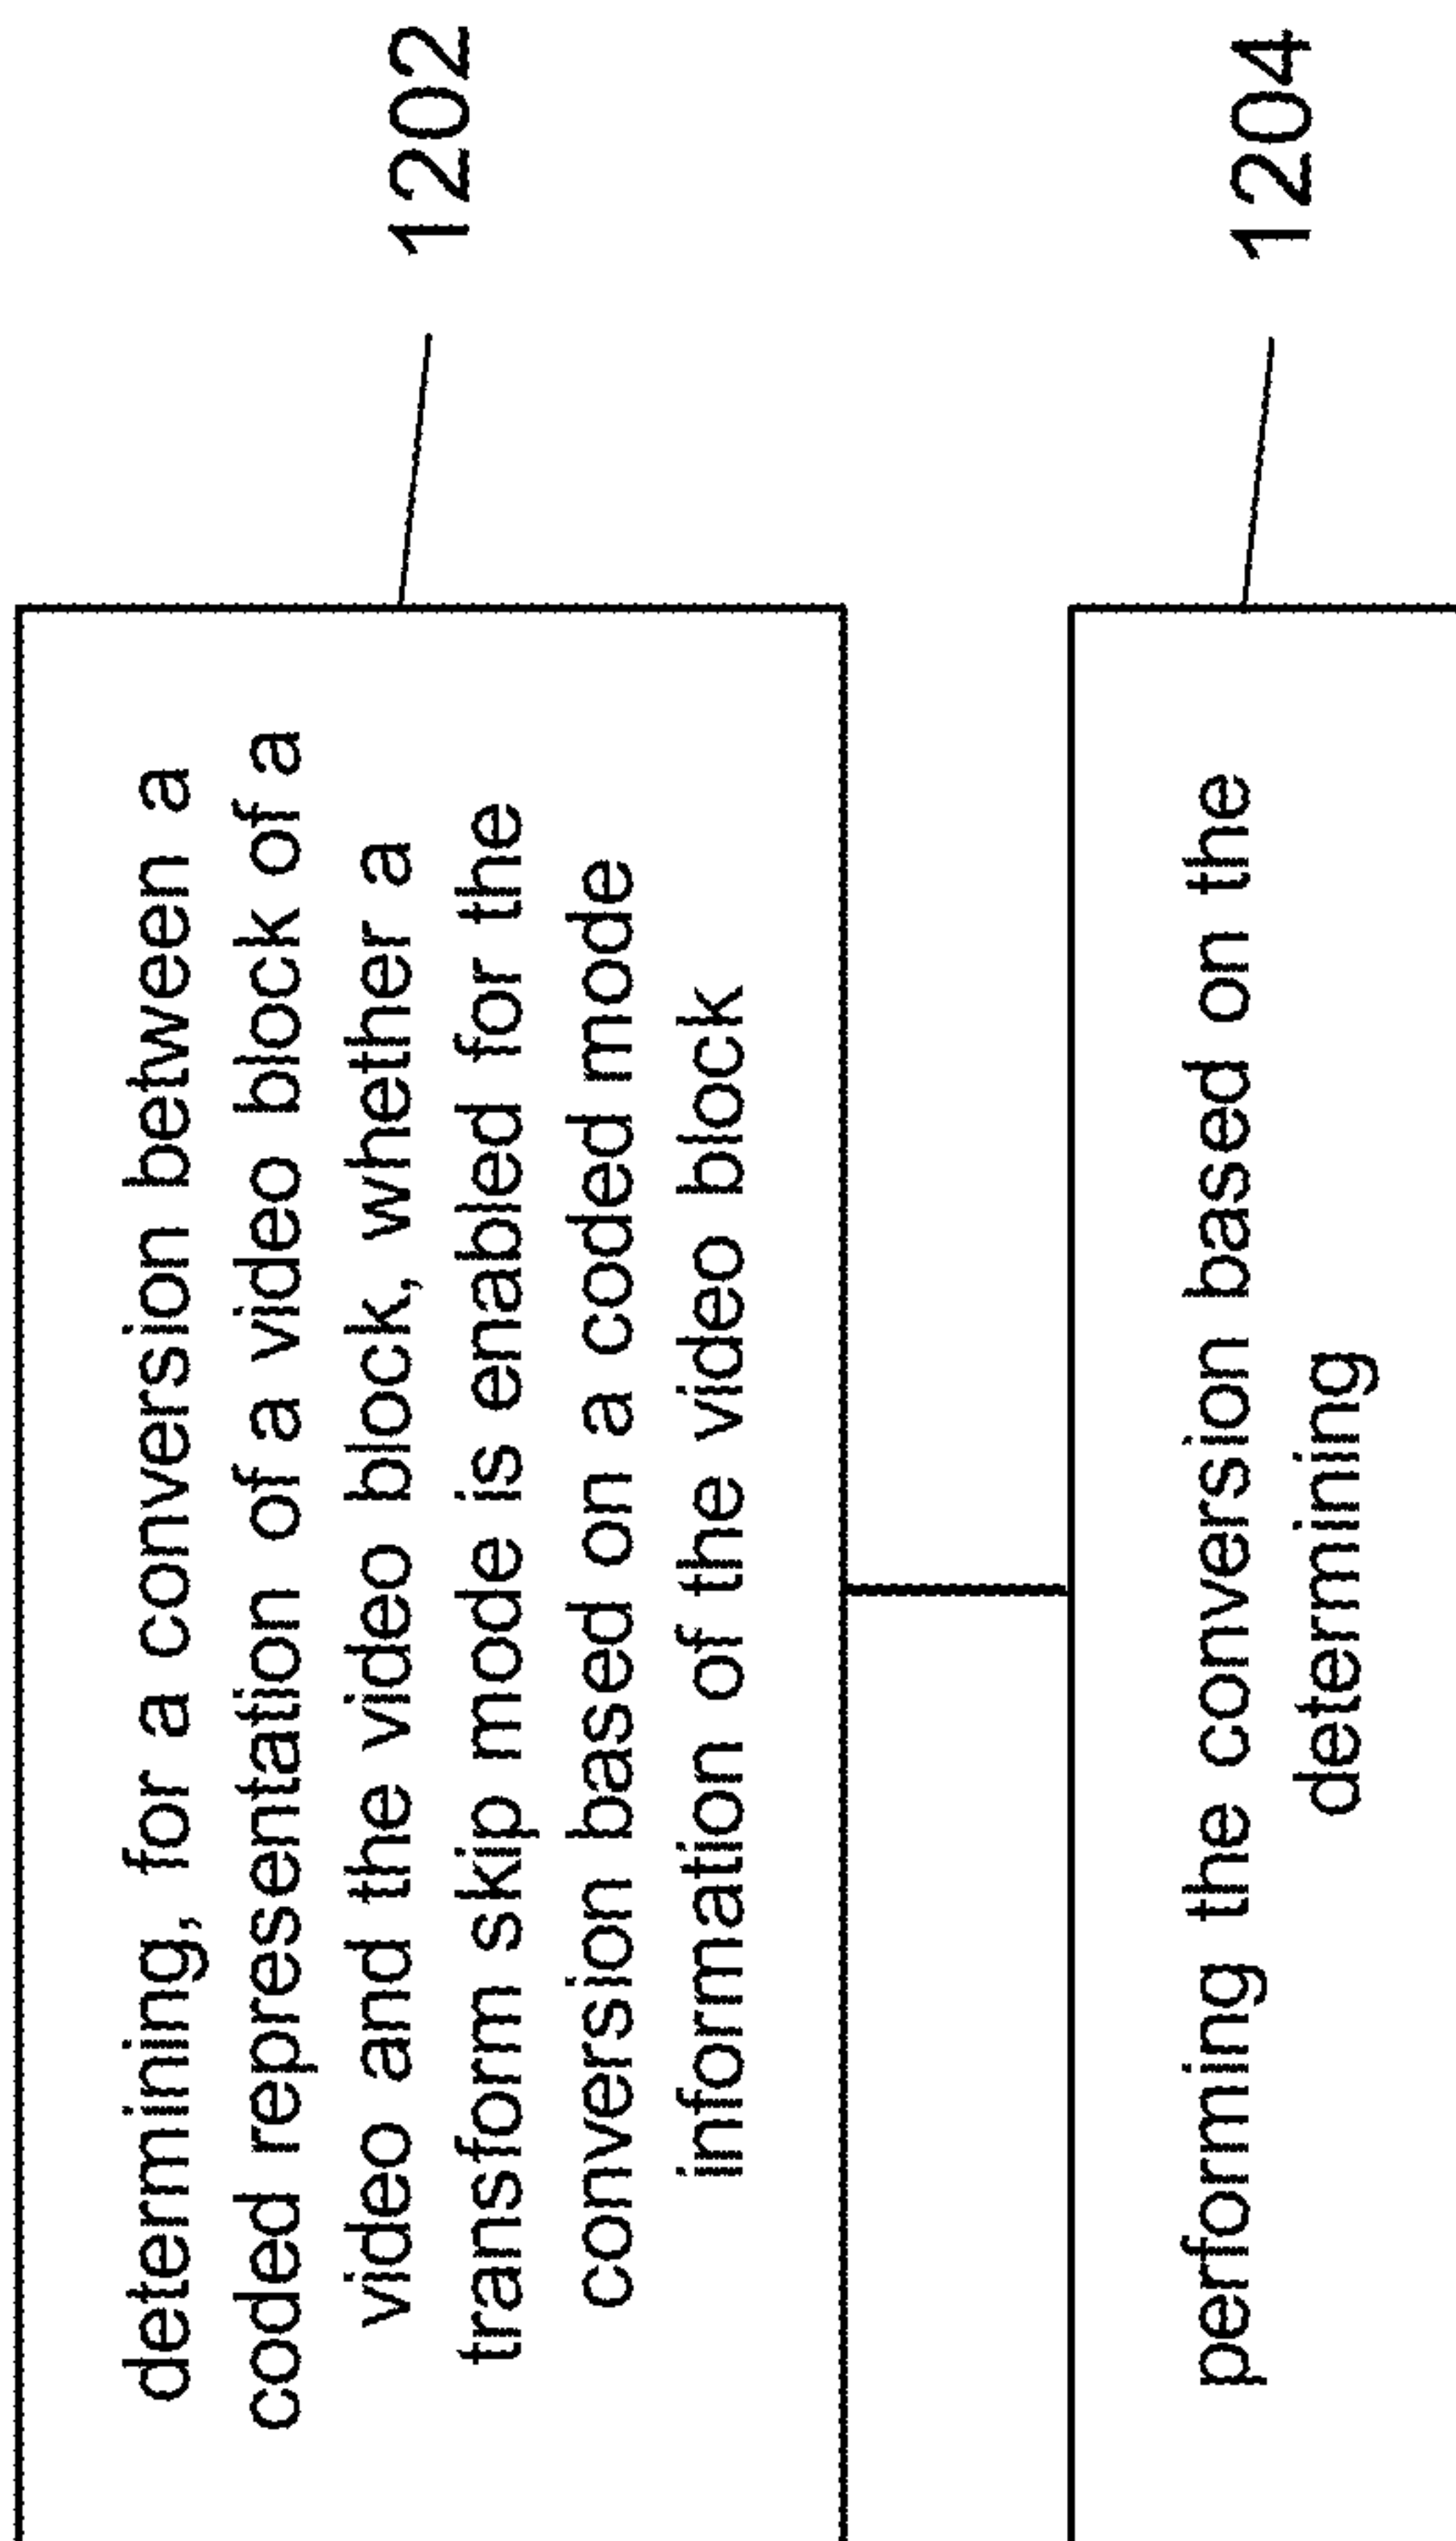 determining, for a conversion between a
coded representation of a video block of a
video and the video block, whether a
transform skip mode is enabled for the
conversion based on a coded mode
information of the video block
1202
performing the conversion based on the
determining
1204